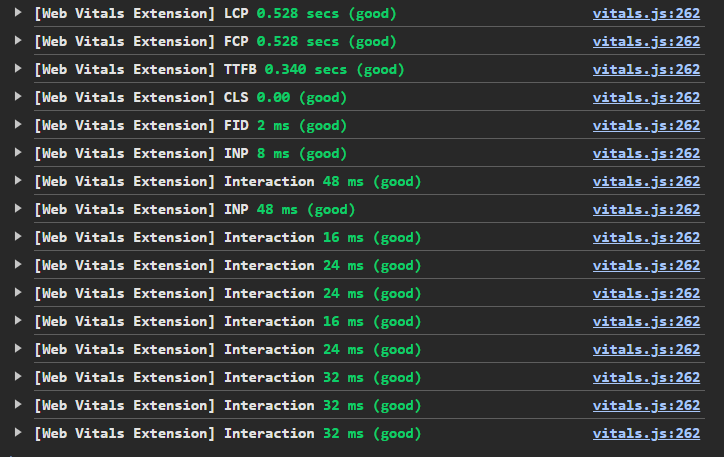 [Web Vitals Extension] LCP 0.528 secs (good) vitals.js:262
[Web Vitals Extension] FCP 0.528 secs (good) vitals.js:262
[Web Vitals Extension] TTFB 0.340 secs (good) vitals.js:262
[Web Vitals Extension] CLS 0.00 (good) vitals.js:262
[Web Vitals Extension] FID 2 ms (good) vitals.js:262
[Web Vitals Extension] INP 8 ms (good) vitals.js:262
[Web Vitals Extension] Interaction 48 ms (good) vitals.js:262
[Web Vitals Extension] INP 48 ms (good) vitals.js:262
[Web Vitals Extension] Interaction 16 ms (good) vitals.js:262
[Web Vitals Extension] Interaction 24 ms (good) vitals.js:262
[Web Vitals Extension] Interaction 24 ms (good) vitals.js:262
[Web Vitals Extension] Interaction 16 ms (good) vitals.js:262
[Web Vitals Extension] Interaction 24 ms (good) vitals.js:262
[Web Vitals Extension] Interaction 32 ms (good) vitals.js:262
[Web Vitals Extension] Interaction 32 ms (good) vitals.js:262
[Web Vitals Extension] Interaction 32 ms (good) vitals.js:262